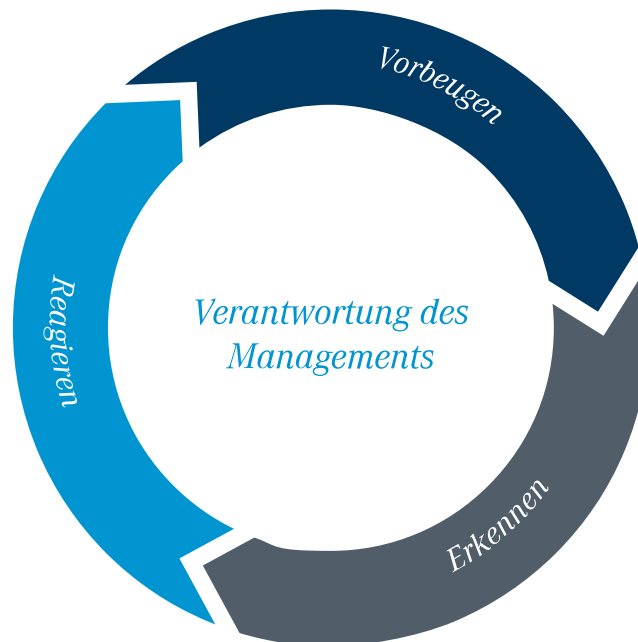 Vorbeugen
Reagieren
Verantwortung des
Managements
Erkennen